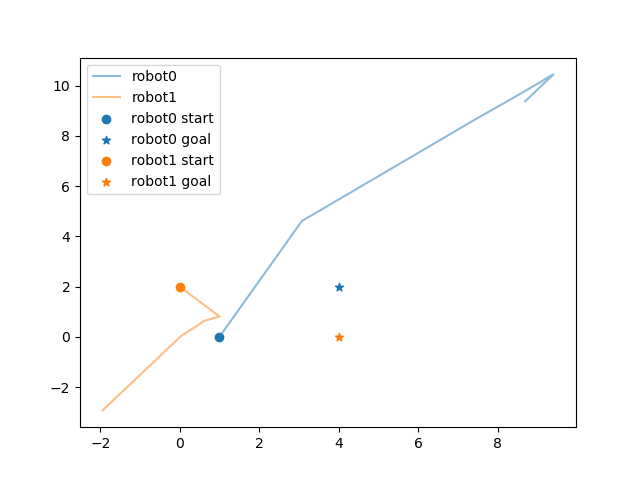 robot0
robot1
robot0 start
robot0 goal
robot1 start
robot1 goal
10
8
6
4
2
0
−2
−2 0 2 4 6 8